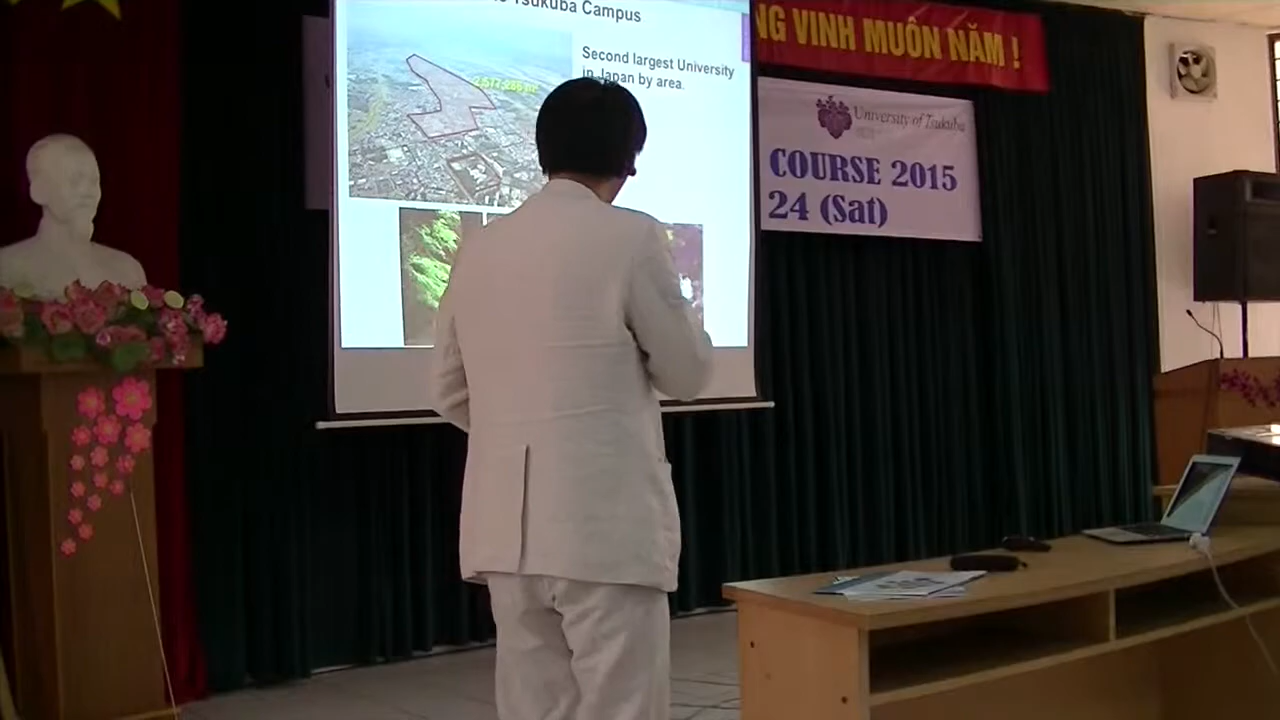 Tsukuba Campus
Second largest University
in Japan by area.
NG VINH MUÔN NĂM !
University of Tsukuba
COURSE 2015
24 (Sat)